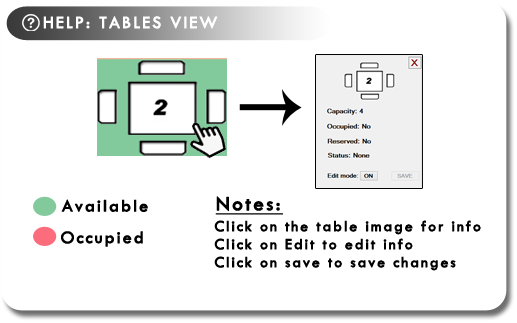 ? HELP: TABLES VIEW
2
X
2
Capacity: 4
Occupied: No
Reserved: No
Status: None
Edit mode: ON SAVE
Available
Occupied
Notes:
Click on the table image for info
Click on Edit to edit info
Click on save to save changes